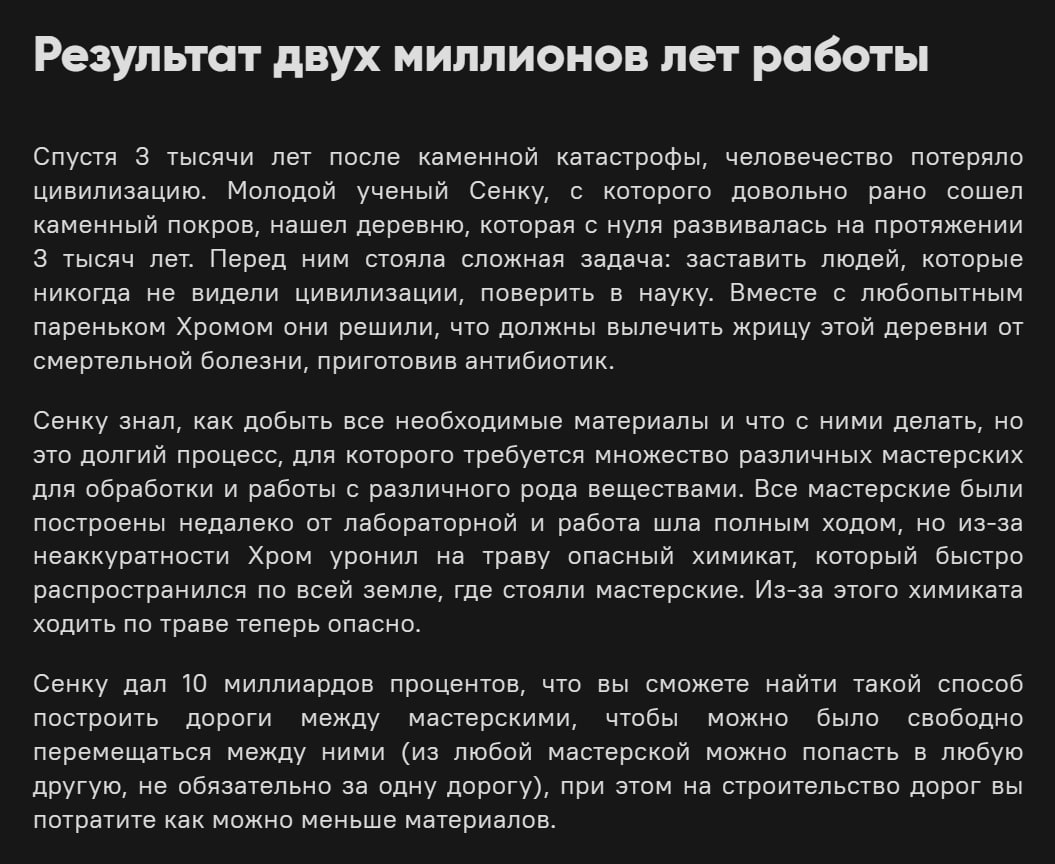 Результат двух миллионов лет работы
Спустя 3 тысячи лет после каменной катастрофы, человечество потеряло
цивилизацию. Молодой ученый Сенку, с которого довольно рано сошел
каменный покров, нашел деревню, которая с нуля развивалась на протяжении
3 тысяч лет. Перед ним стояла сложная задача: заставить людей, которые
никогда не видели цивилизации, поверить в науку. Вместе с любопытным
пареньком Хромом они решили, что должны вылечить жрицу этой деревни от
смертельной болезни, приготовив антибиотик.
Сенку знал, как добыть все необходимые материалы и что с ними делать, но
это долгий процесс, для которого требуется множество различных мастерских
для обработки и работы с различного рода веществами. Все мастерские были
построены недалеко от лабораторной и работа шла полным ходом, но из-за
неаккуратности Хром уронил на траву опасный химикат, который быстро
распространился по всей земле, где стояли мастерские. Из-за этого химиката
ходить по траве теперь опасно.
Сенку дал 10 миллиардов процентов, что вы сможете найти такой способ
построить дороги между мастерскими, чтобы можно было свободно
перемещаться между ними (из любой мастерской можно попасть в любую
другую, не обязательно за одну дорогу), при этом на строительство дорог вы
потратите как можно меньше материалов.